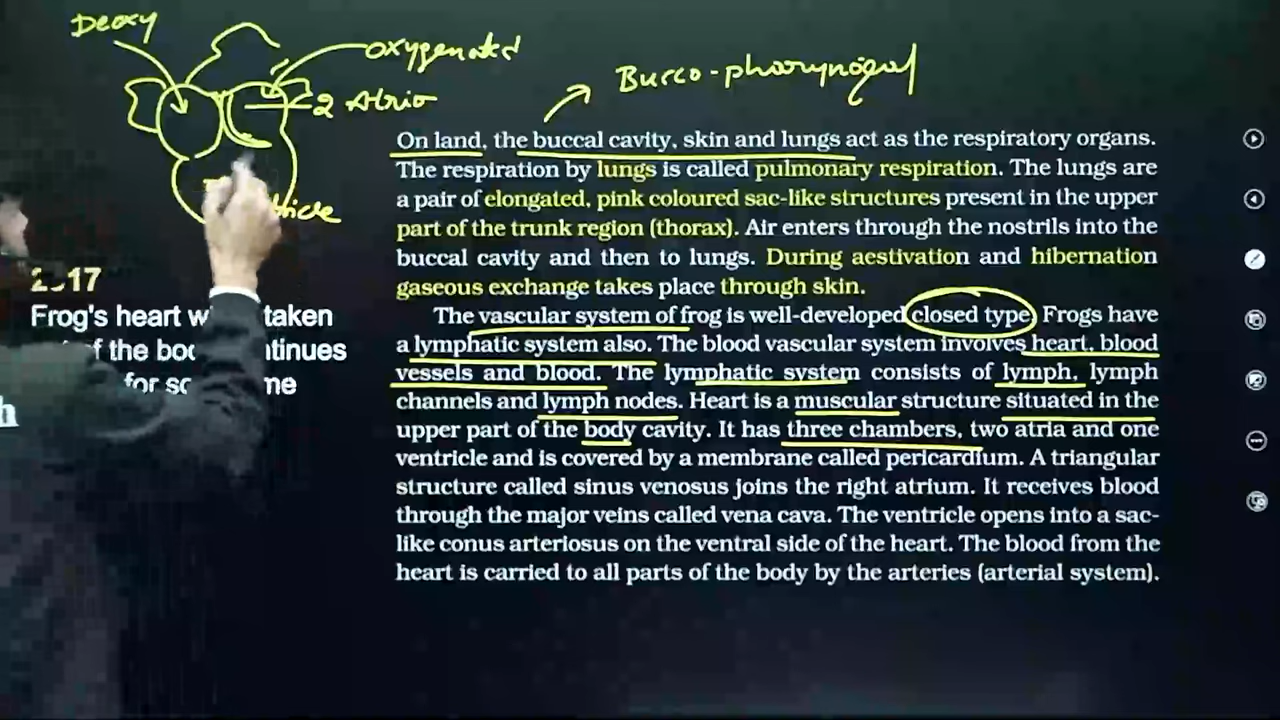 Deoxy
oxygenated
2 Atria
Bucco-pharyngeal
On land, the buccal cavity, skin and lungs act as the respiratory organs.
The respiration by lungs is called pulmonary respiration. The lungs are
a pair of elongated, pink coloured sac-like structures present in the upper
part of the trunk region (thorax). Air enters through the nostrils into the
buccal cavity and then to lungs. During aestivation and hibernation
gaseous exchange takes place through skin.
The vascular system of frog is well-developed closed type. Frogs have
a lymphatic system also. The blood vascular system involves heart, blood
vessels and blood. The lymphatic system consists of lymph, lymph
channels and lymph nodes. Heart is a muscular structure situated in the
upper part of the body cavity. It has three chambers, two atria and one
ventricle and is covered by a membrane called pericardium. A triangular
structure called sinus venosus joins the right atrium. It receives blood
through the major veins called vena cava. The ventricle opens into a sac-
like conus arteriosus on the ventral side of the heart. The blood from the
heart is carried to all parts of the body by the arteries (arterial system).
17
Frog's heart taken
of the
for